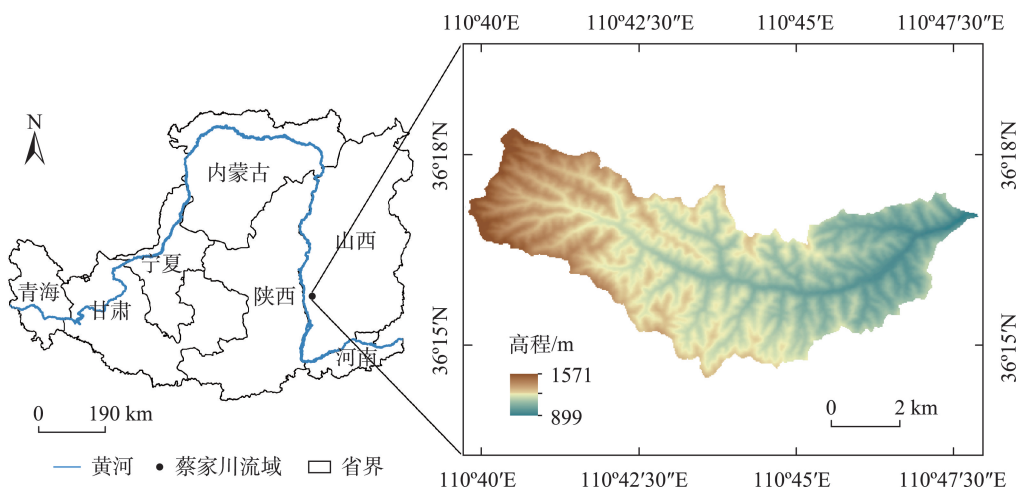 110°40′E 110°42′30″E 110°45′E 110°47′30″E
N
36°18′N 36°18′N
内蒙古
山西
宁夏
青海
甘肃
陕西
河南
36°15′N 36°15′N
高程/m
1571
899
0 190 km
0 2 km
黄河 蔡家川流域 省界
110°40′E 110°42′30″E 110°45′E 110°47′30″E